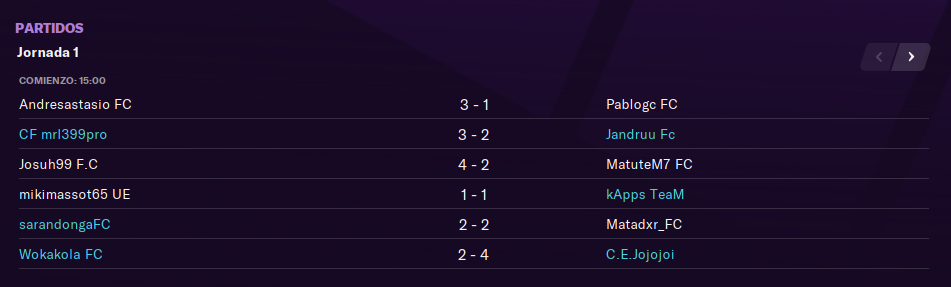 PARTIDOS
Jornada 1
COMIENZO: 15:00
Andresastasio FC 3 - 1 Pablogc FC
CF mrl399pro 3 - 2 Jandruu Fc
Josuh99 F.C 4 - 2 MatuteM7 FC
mikimassot65 UE 1 - 1 kApps TeaM
sarandongaFC 2 - 2 Matadxr_FC
Wokakola FC 2 - 4 C.E.Jojojoi